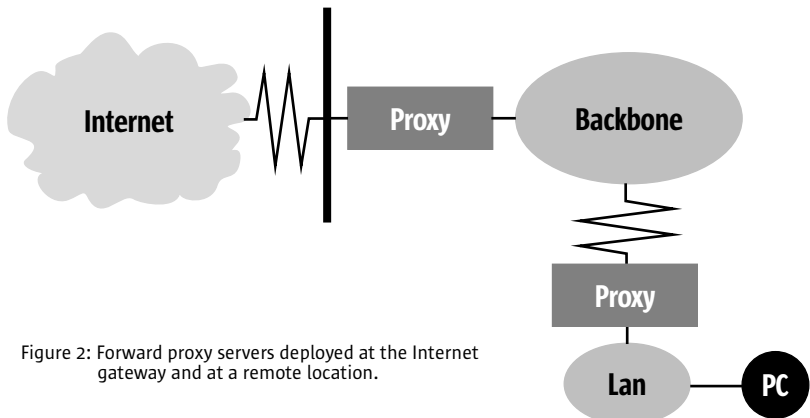 Internet
Proxy
Backbone
Proxy
Lan
PC
Figure 2: Forward proxy servers deployed at the Internet
gateway and at a remote location.